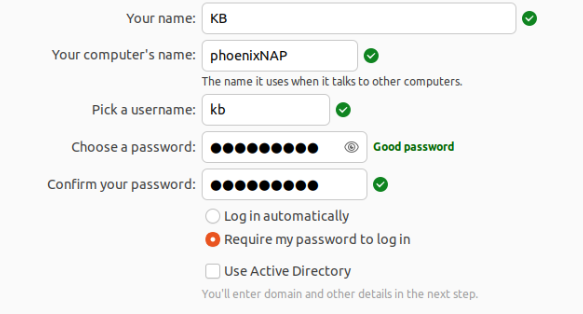 Your name: KB
Your computer's name: phoenixNAP
The name it uses when it talks to other computers.
Pick a username: kb
Choose a password: ●●●●●●●●● Good password
Confirm your password: ●●●●●●●●●
Log in automatically
Require my password to log in
Use Active Directory
You'll enter domain and other details in the next step.